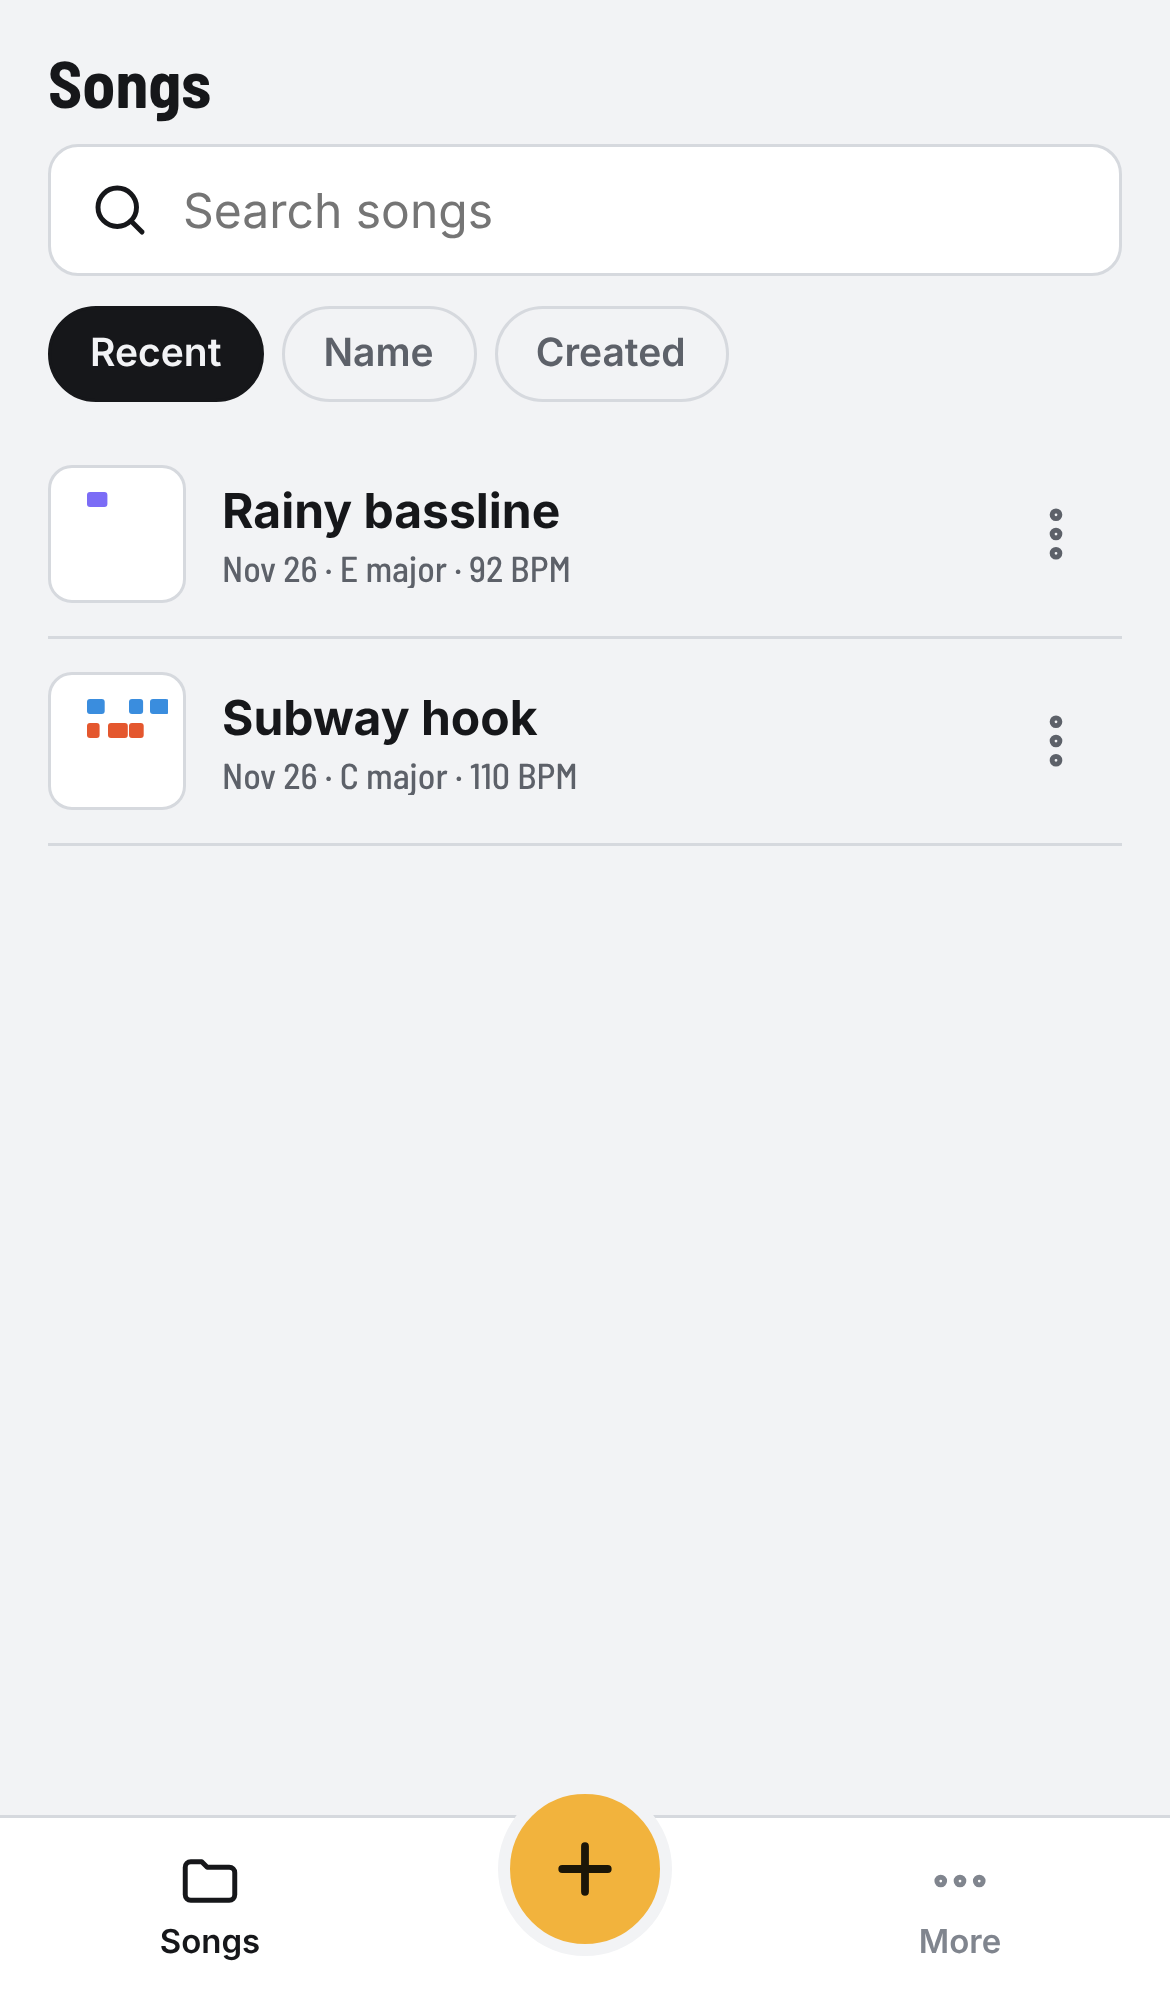 Songs
Search songs
Recent Name Created
Rainy bassline
Nov 26 · E major · 92 BPM
Subway hook
Nov 26 · C major · 110 BPM
Songs More